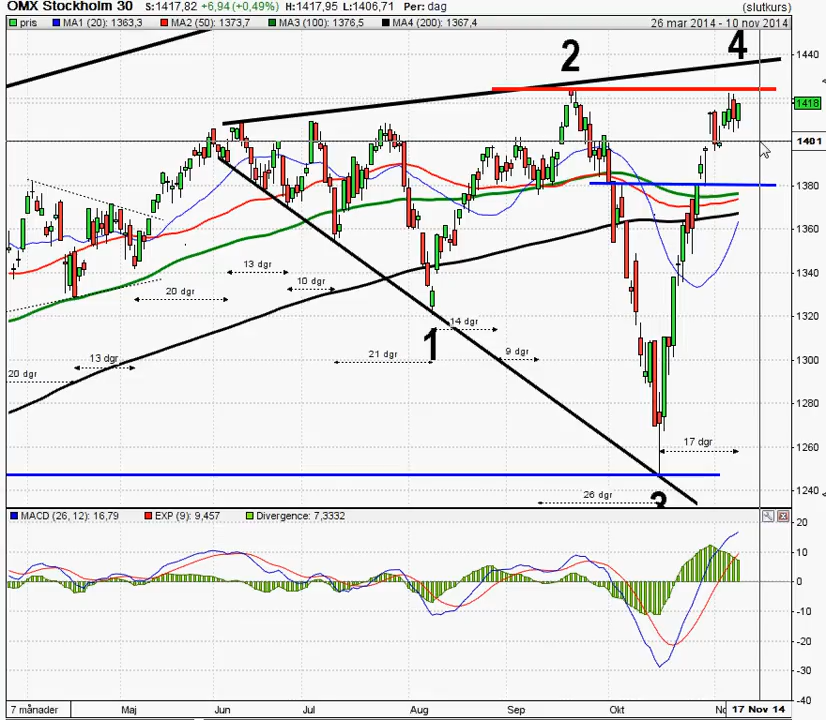 OMX Stockholm 30 S:1417,82 +6,94 (+0,49%) H:1417,95 L:1406,71 Per: dag (slutkurs)
pris MA1 (20): 1363,3 MA2 (50): 1373,7 MA3 (100): 1376,5 MA4 (200): 1367,4 26 mar 2014 - 10 nov 2014
2
4
1440
1418
1401
1380
1360
13 dgr
1340
10 dgr
20 dgr
14 dgr
1320
1
9 dgr
21 dgr
13 dgr
1300
20 dgr
1280
17 dgr
1260
26 dgr
3
1240
MACD (26, 12): 16,79 EXP (9): 9,457 Divergence: 7,3332
20
10
0
-10
-20
-30
-40
7 månader Maj Jun Jul Aug Sep Okt 17 Nov 14